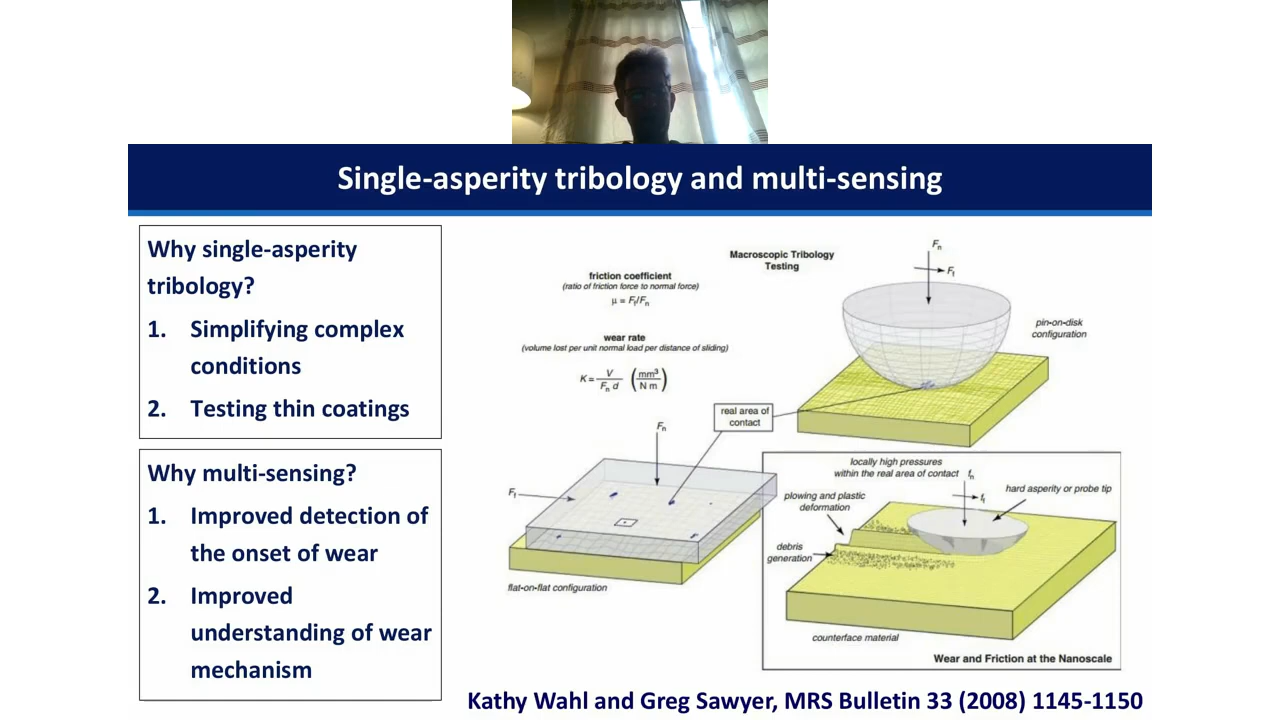 Single-asperity tribology and multi-sensing
Why single-asperity
tribology?
1. Simplifying complex
conditions
2. Testing thin coatings
Why multi-sensing?
1. Improved detection of
the onset of wear
2. Improved
understanding of wear
mechanism
friction coefficient
(ratio of friction force to normal force)
μ = Ff/Fn
wear rate
(volume lost per unit normal load per distance of sliding)
K = V / Fn d (mm³ / N m)
Macroscopic Tribology
Testing
Fn
Ff
pin-on-disk
configuration
real area of
contact
Fn
Ff
flat-on-flat configuration
locally high pressures
within the real area of contact
fn
ff
hard asperity or probe tip
plowing and plastic
deformation
debris
generation
counterface material
Wear and Friction at the Nanoscale
Kathy Wahl and Greg Sawyer, MRS Bulletin 33 (2008) 1145-1150